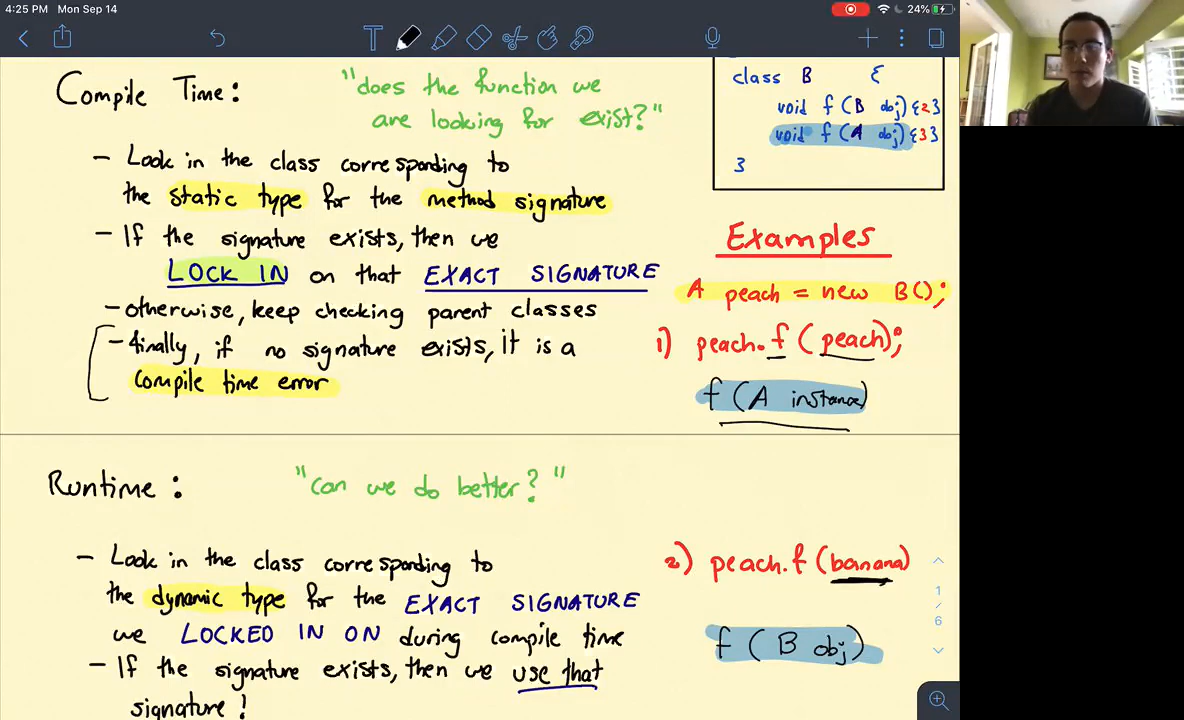 4:25 PM Mon Sep 14
24%
Compile Time:
"does the function we
are looking for exist?"
- Look in the class corresponding to
the static type for the method signature
- If the signature exists, then we
LOCK IN on that EXACT SIGNATURE
- otherwise, keep checking parent classes
- finally, if no signature exists, it is a
compile time error
class B {
void f (B obj) {2}
void f (A obj) {3}
}
Examples
A peach = new B();
1) peach.f (peach);
f (A instance)
Runtime:
"can we do better?"
- Look in the class corresponding to
the dynamic type for the EXACT SIGNATURE
we LOCKED IN ON during compile time
- If the signature exists, then we use that
signature!
2) peach.f (banana)
f (B obj)
1
/
6